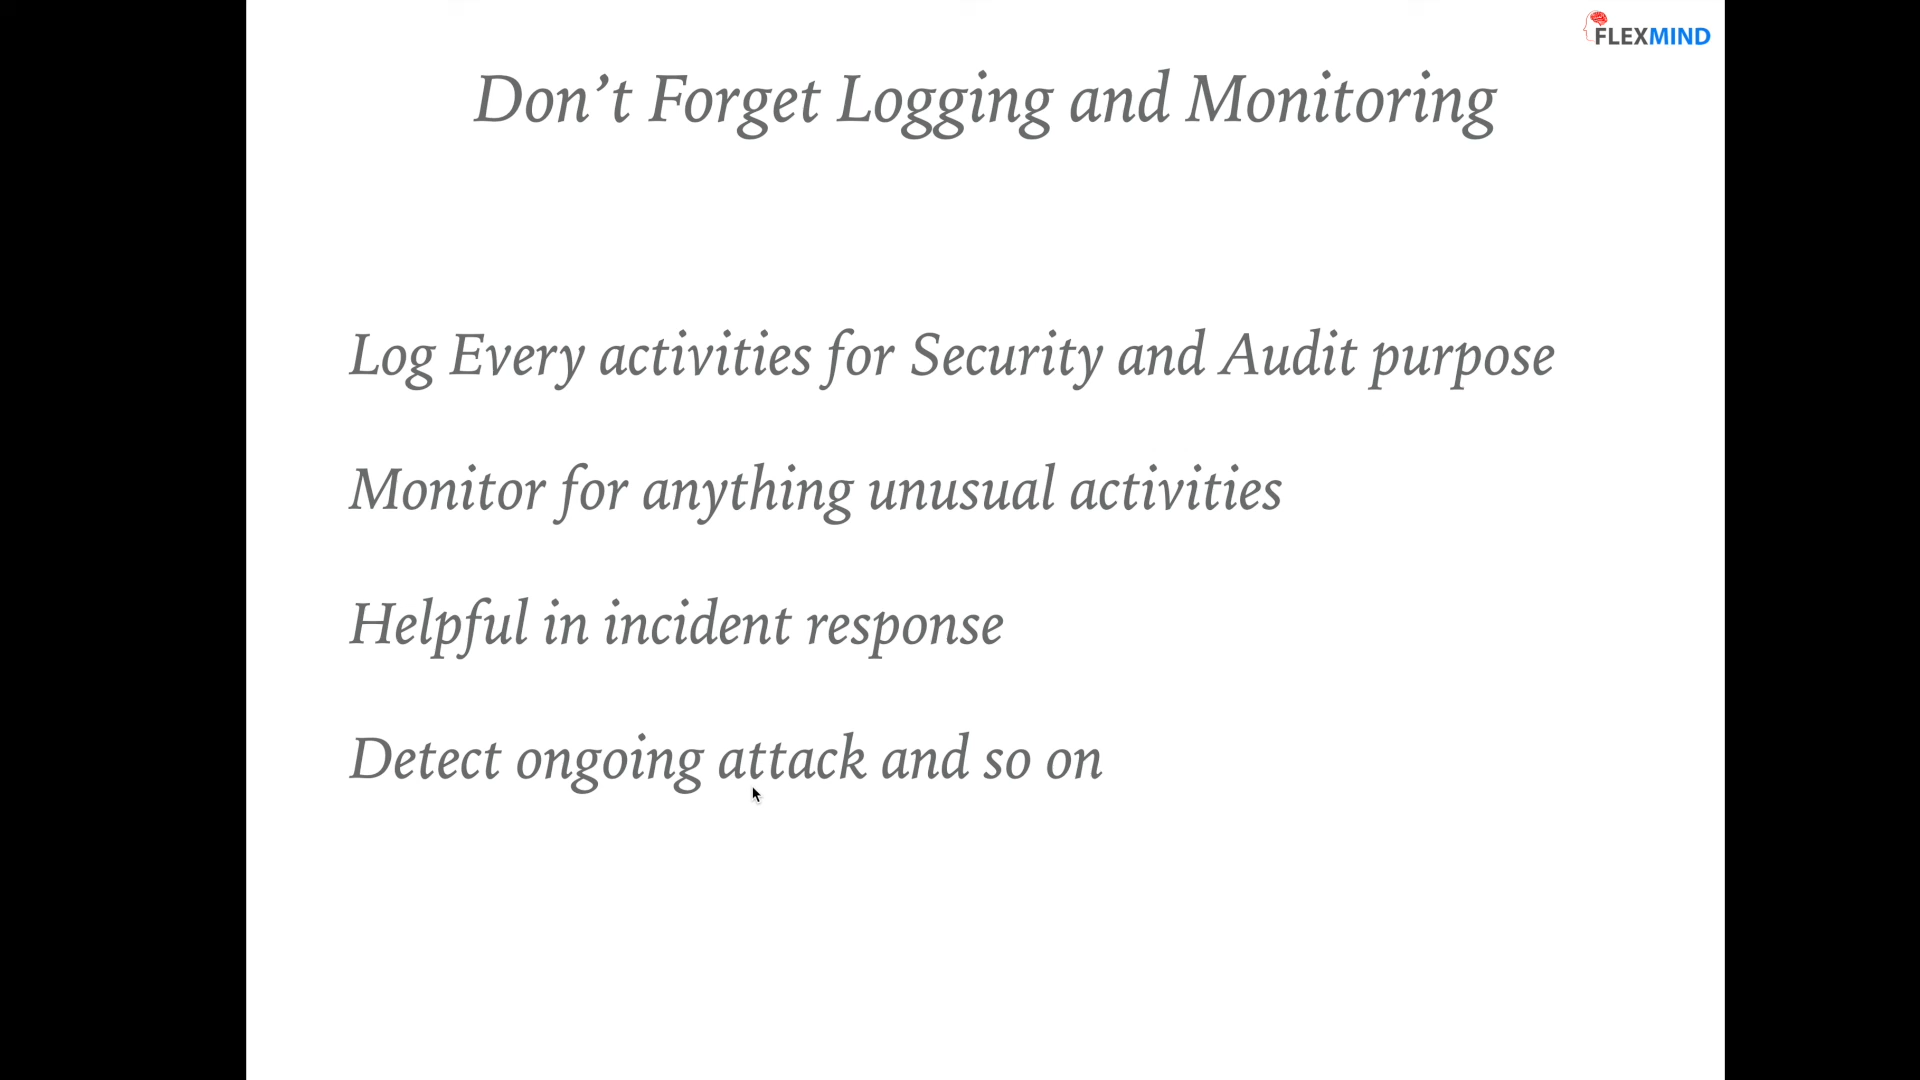 FLEXMIND
Don’t Forget Logging and Monitoring
Log Every activities for Security and Audit purpose
Monitor for anything unusual activities
Helpful in incident response
Detect ongoing attack and so on